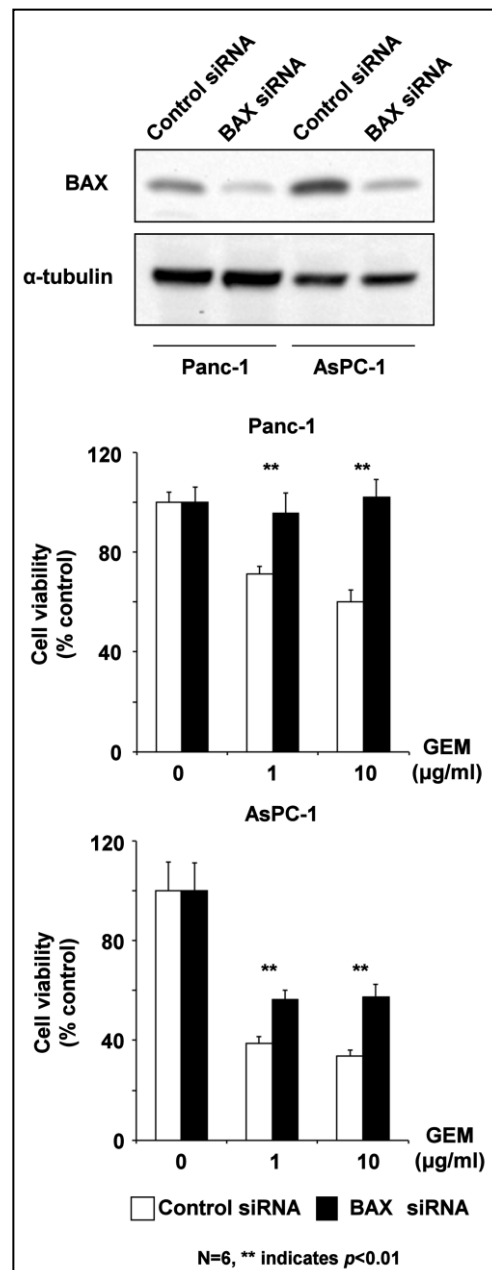 Control siRNA
BAX siRNA
Control siRNA
BAX siRNA
BAX
α-tubulin
Panc-1
AsPC-1
Panc-1
120
80
40
0
Cell viability
(% control)
**
**
0
1
10
GEM
(µg/ml)
AsPC-1
120
80
40
0
Cell viability
(% control)
**
**
0
1
10
GEM
(µg/ml)
Control siRNA
BAX siRNA
N=6, ** indicates p<0.01